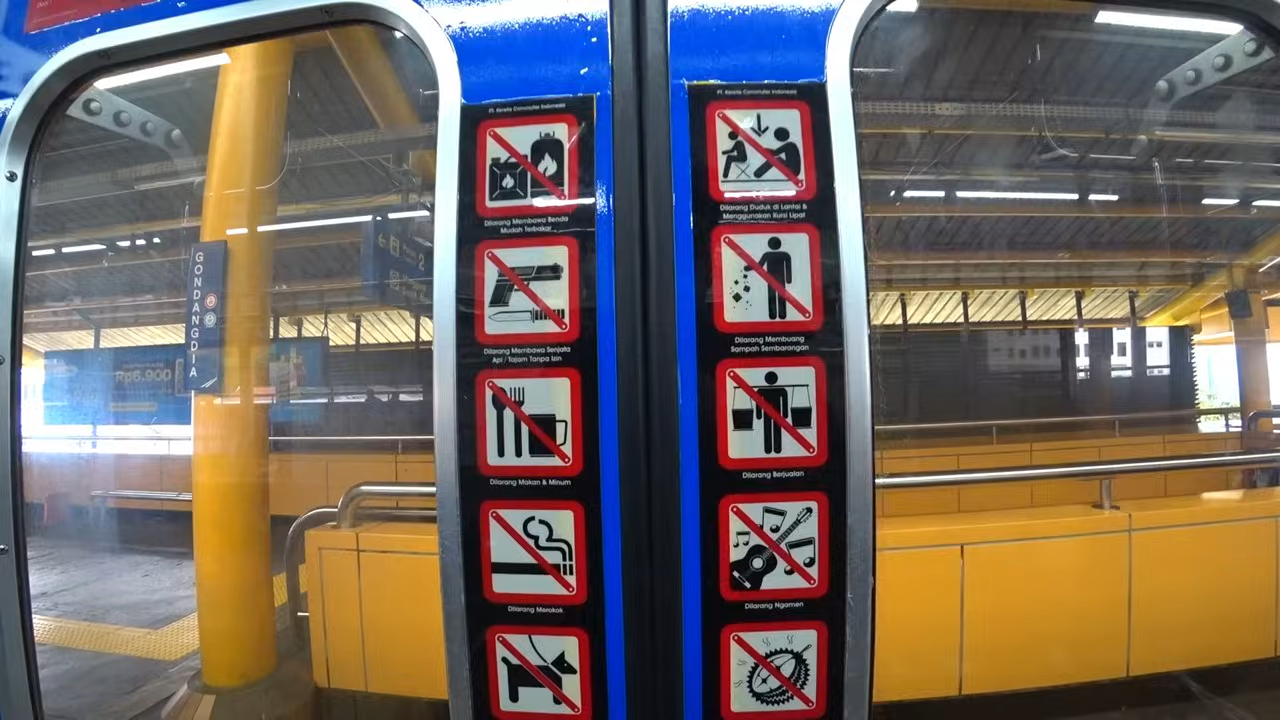 PT. Kereta Commuter Indonesia
Dilarang Membawa Benda
Mudah Terbakar
Dilarang Membawa Senjata
Api / Tajam Tanpa Izin
Dilarang Makan & Minum
Dilarang Merokok
PT. Kereta Commuter Indonesia
Dilarang Duduk di Lantai &
Menggunakan Kursi Lipat
Dilarang Membuang
Sampah Sembarangan
Dilarang Berjualan
Dilarang Ngamen
GONDANGDIA
2
Rp6.900